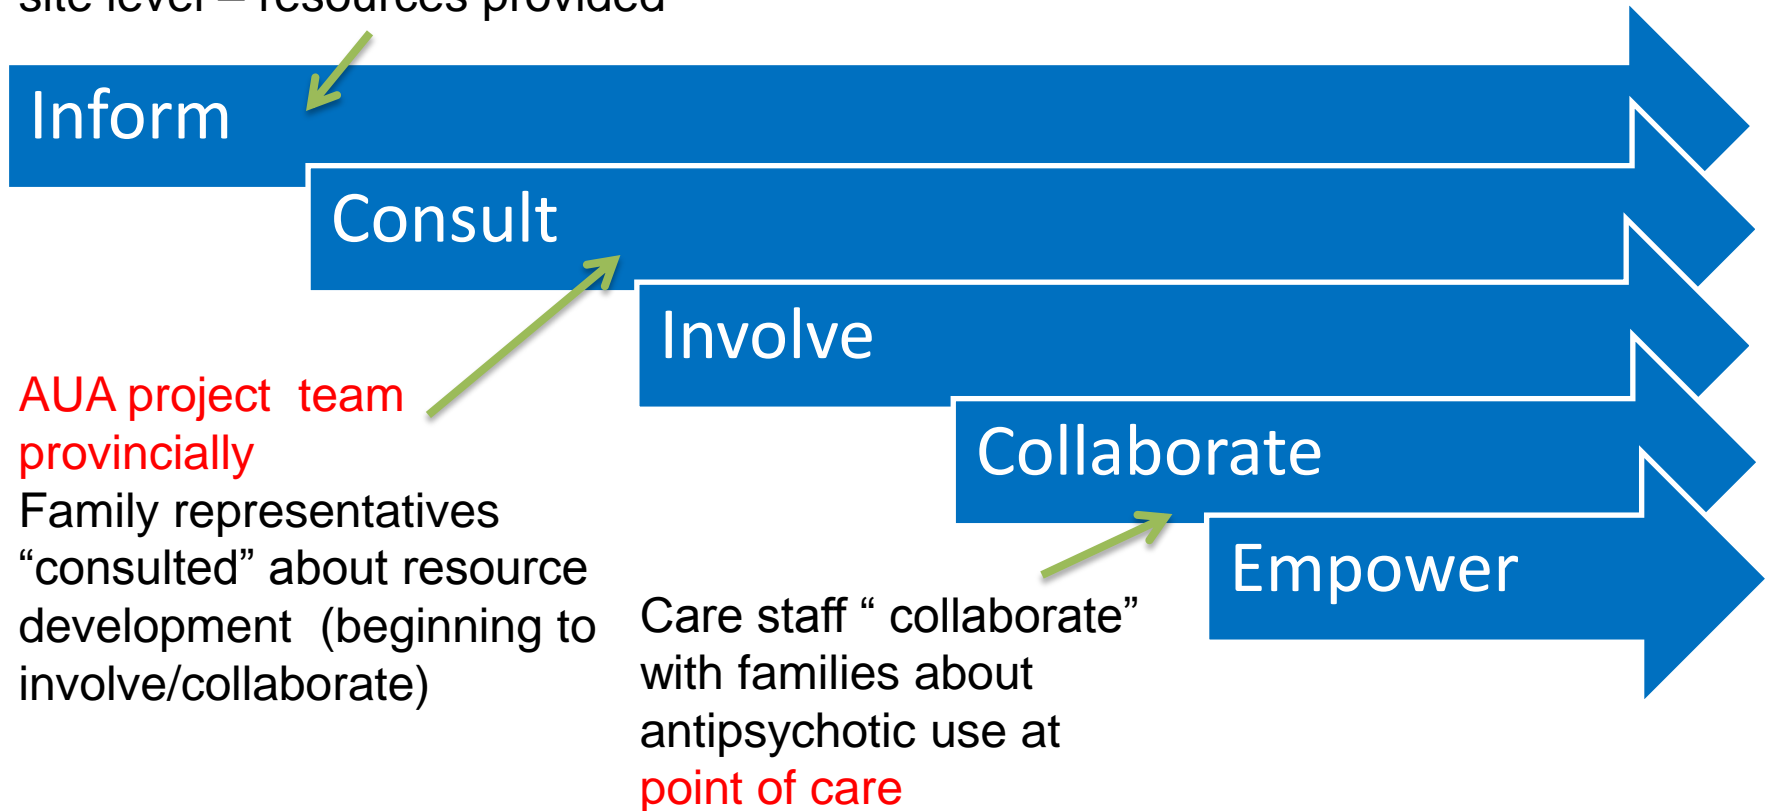 site level – resources provided
Inform
Consult
Involve
Collaborate
Empower
AUA project  team
provincially
Family representatives
“consulted” about resource
development  (beginning to
involve/collaborate)
Care staff “ collaborate”
with families about
antipsychotic use at
point of care